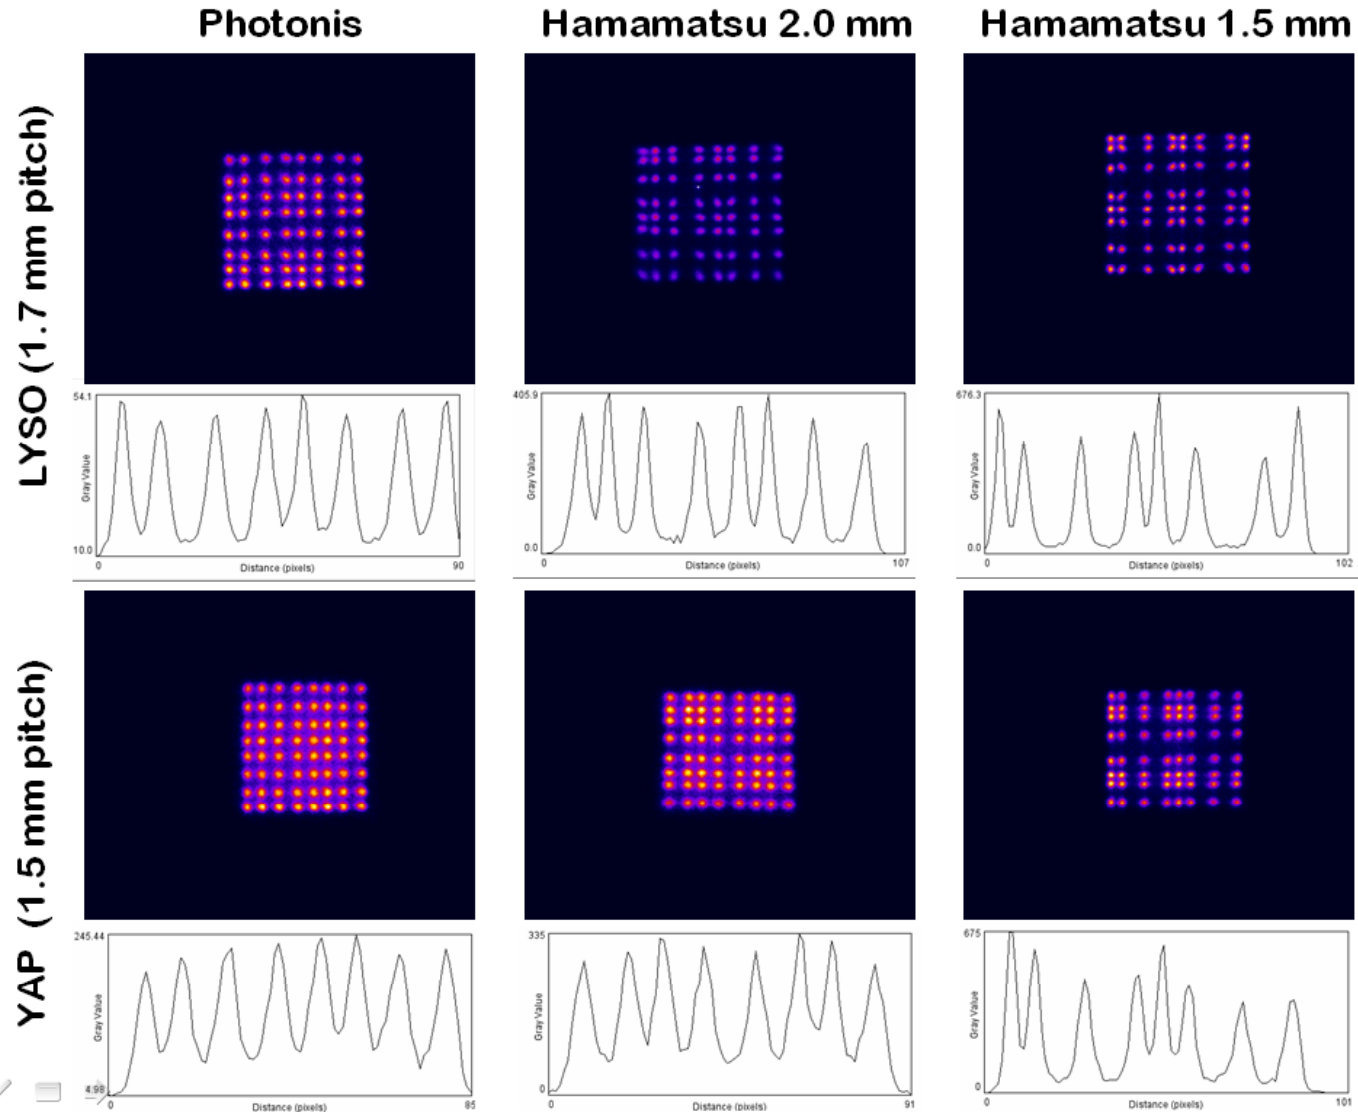 Photonis
Hamamatsu 2.0 mm
Hamamatsu 1.5 mm
LYSO (1.7 mm pitch)
54.1
Gray Value
10.0
0
Distance (pixels)
90
405.9
Gray Value
0.0
0
Distance (pixels)
107
676.3
Gray Value
0.0
0
Distance (pixels)
102
YAP (1.5 mm pitch)
245.44
Gray Value
4.98
0
Distance (pixels)
85
335
Gray Value
0
0
Distance (pixels)
91
675
Gray Value
0
0
Distance (pixels)
101